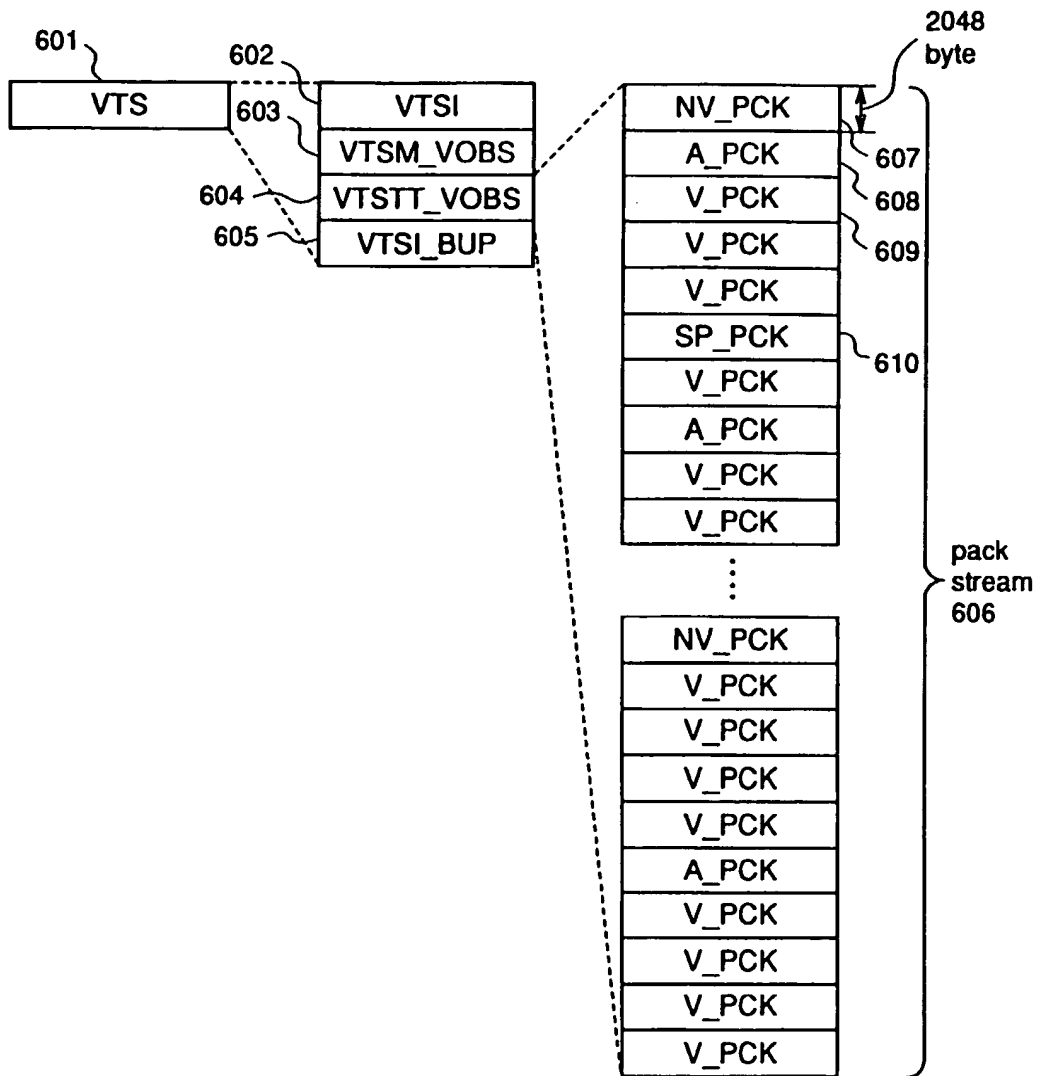 601
VTS
602
603
604
605
VTSI
VTSM_VOBS
VTSTT_VOBS
VTSI_BUP
2048
byte
NV_PCK
607
A_PCK
608
V_PCK
609
V_PCK
V_PCK
SP_PCK
610
V_PCK
A_PCK
V_PCK
V_PCK
NV_PCK
V_PCK
V_PCK
V_PCK
V_PCK
A_PCK
V_PCK
V_PCK
V_PCK
V_PCK
pack
stream
606